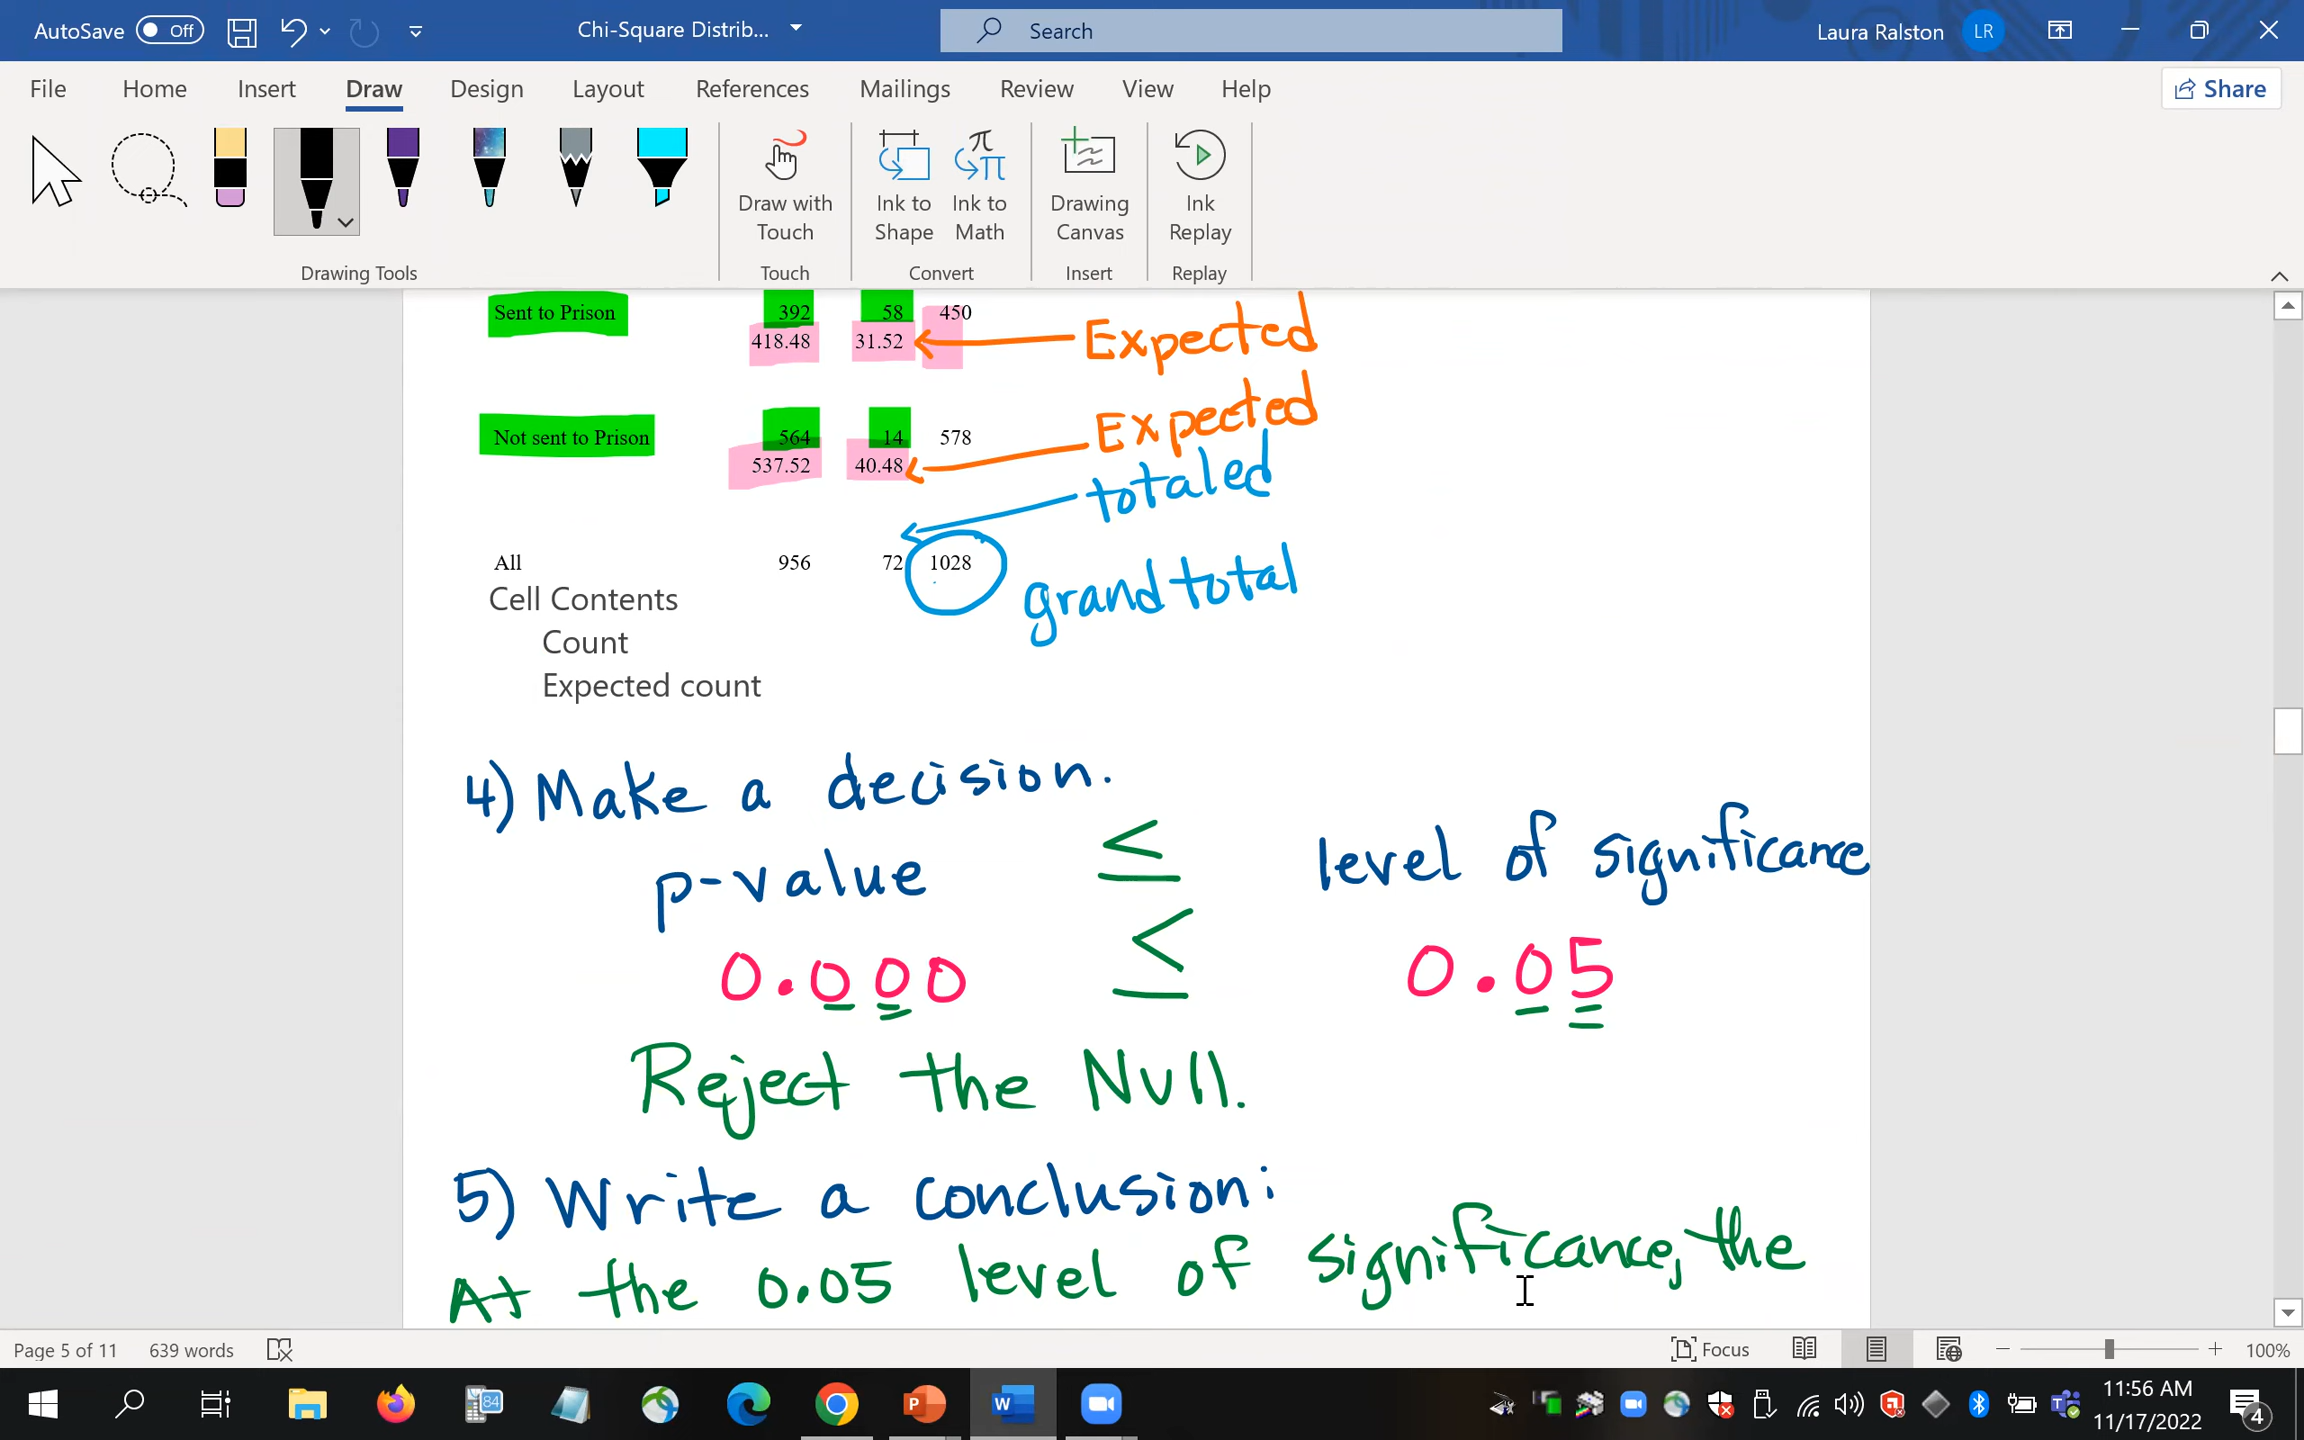 AutoSave Off Chi-Square Distrib... Search Laura Ralston LR
File Home Insert Draw Design Layout References Mailings Review View Help Share
Draw with Touch
Ink to Shape
Ink to Math
Drawing Canvas
Ink Replay
Drawing Tools Touch Convert Insert Replay
Sent to Prison 392 58 450
418.48 31.52 Expected
Not sent to Prison 564 14 578 Expected
537.52 40.48 totaled
All 956 72 1028 grand total
Cell Contents
Count
Expected count
4) Make a decision.
p-value ≤ level of significance
0.000 ≤ 0.05
Reject the Null.
5) Write a conclusion:
At the 0.05 level of significance, the
Page 5 of 11 639 words Focus 100%
84 P W 11:56 AM
11/17/2022 4